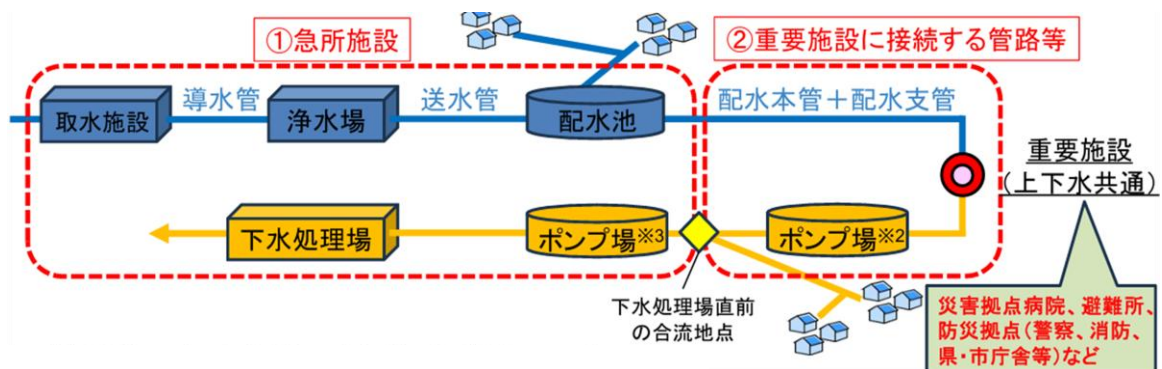 ①急所施設
②重要施設に接続する管路等
導水管
送水管
配水本管＋配水支管
取水施設
浄水場
配水池
重要施設
（上下水共通）
下水処理場
ポンプ場※3
ポンプ場※2
下水処理場直前
の合流地点
災害拠点病院、避難所、
防災拠点（警察、消防、
県・市庁舎等）など